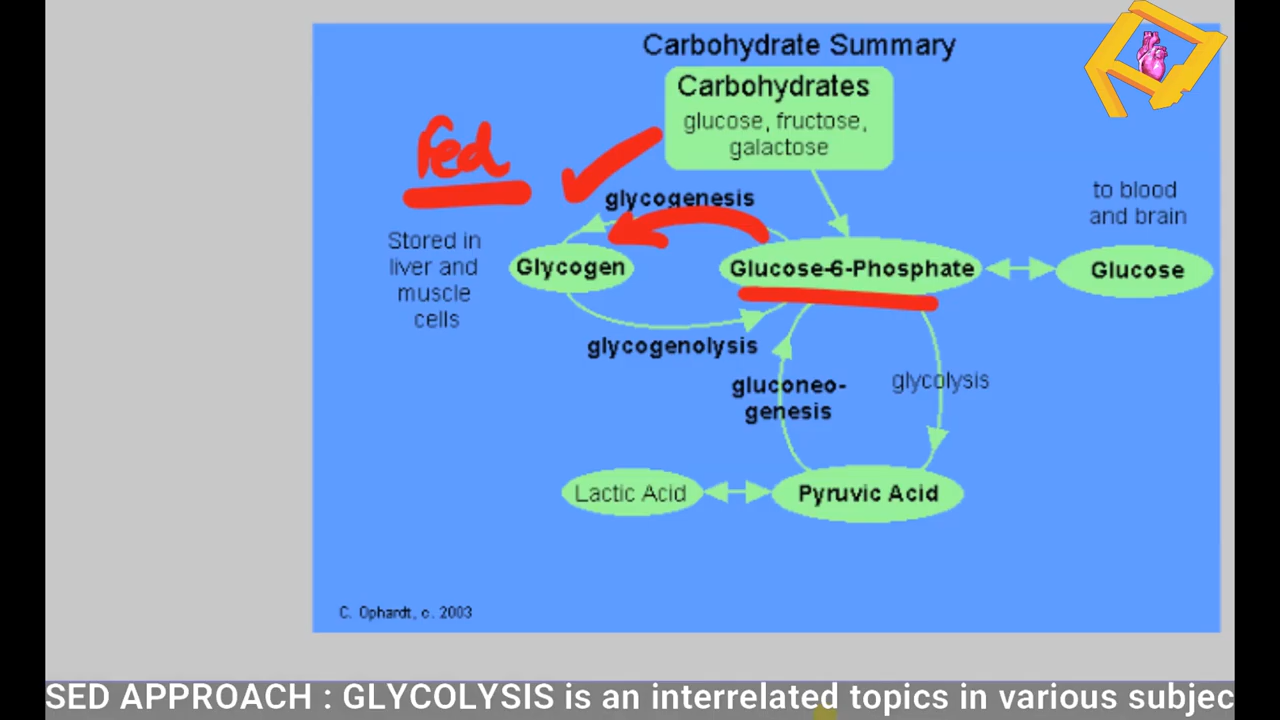 Carbohydrate Summary
Carbohydrates
glucose, fructose,
galactose
Fed
glycogenesis
to blood
and brain
Stored in
liver and
muscle
cells
Glycogen
Glucose-6-Phosphate
Glucose
glycogenolysis
gluconeo-
genesis
glycolysis
Lactic Acid
Pyruvic Acid
C. Ophardt, c. 2003
SED APPROACH : GLYCOLYSIS is an interrelated topics in various subjec